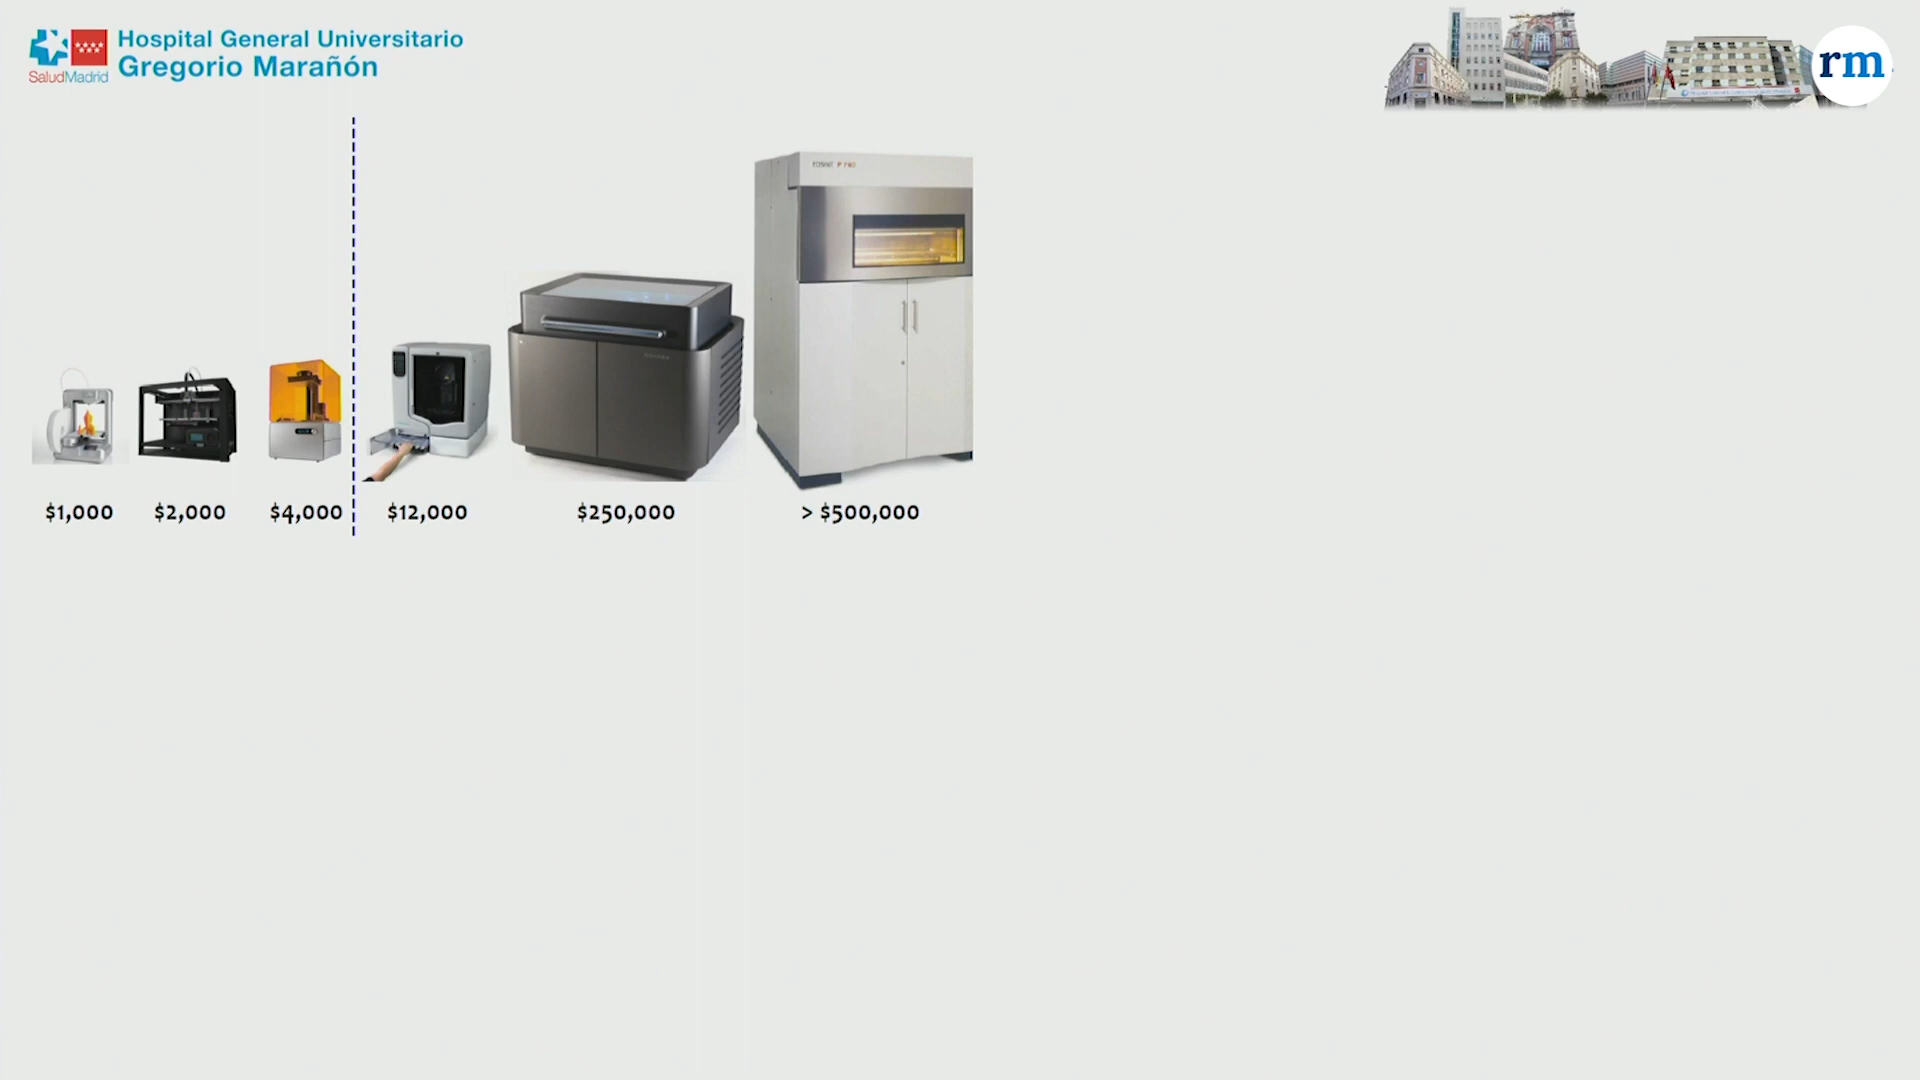 Hospital General Universitario
Gregorio Marañón
SaludMadrid
rm
$1,000
$2,000
$4,000
$12,000
$250,000
> $500,000